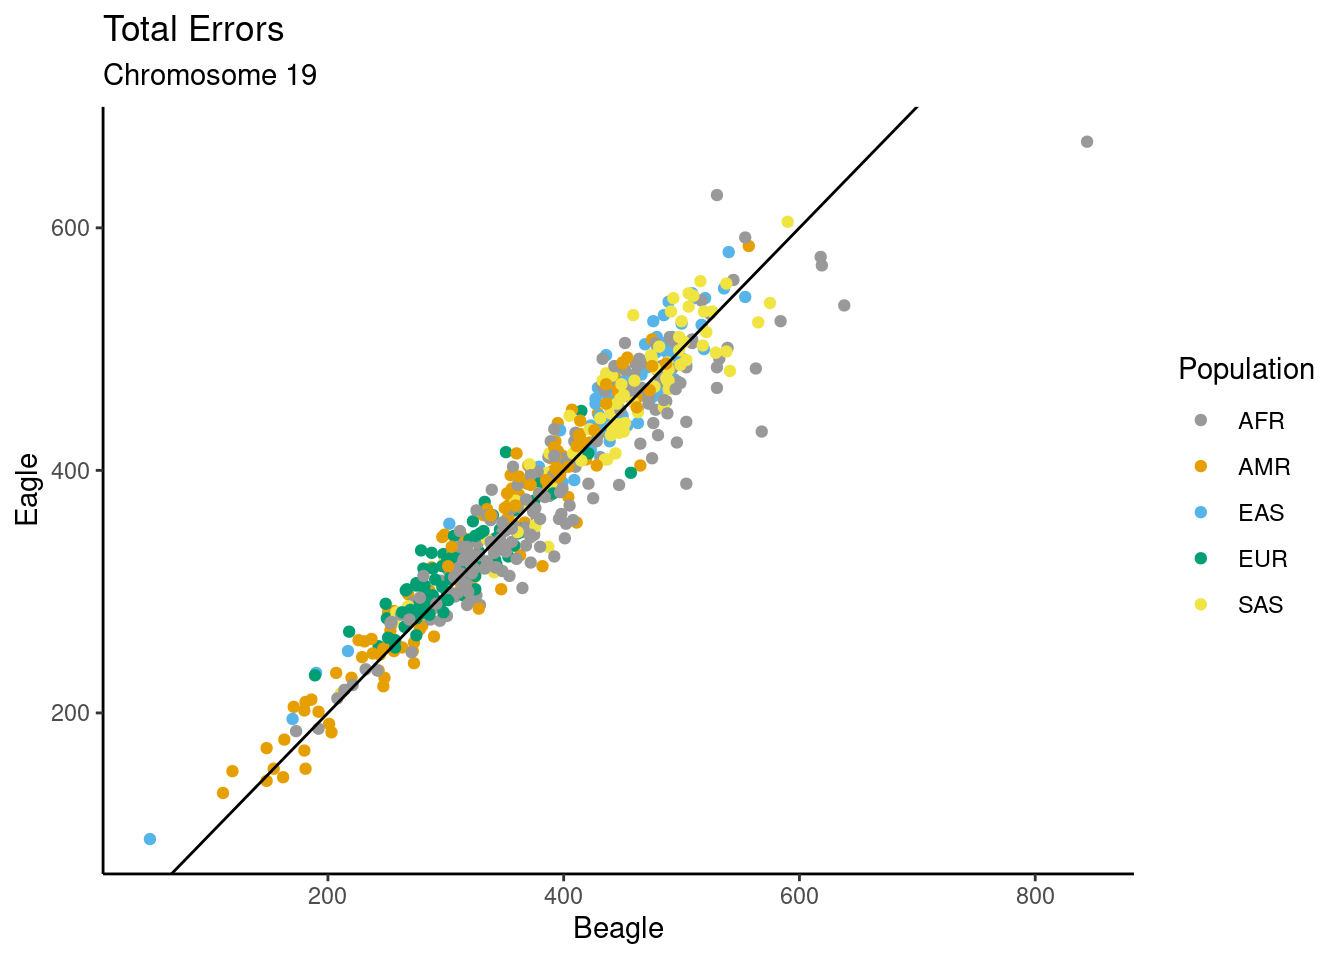 Total Errors
Chromosome 19
Eagle
600
400
200
200 400 600 800
Beagle
Population
AFR
AMR
EAS
EUR
SAS